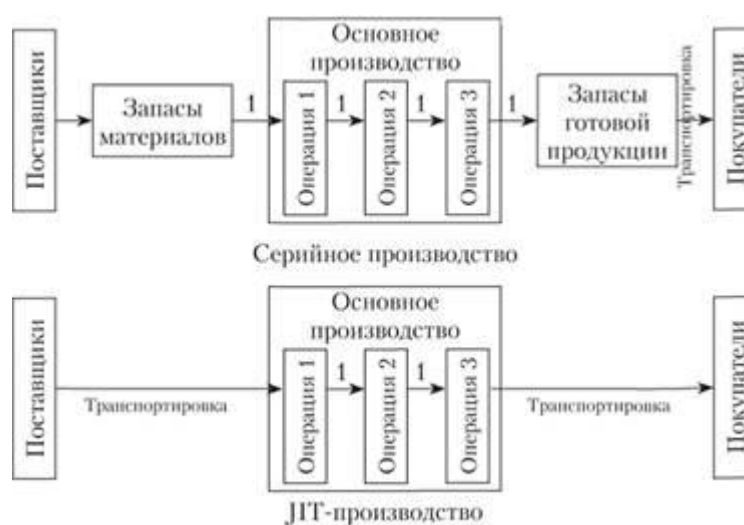 Поставщики
Запасы
материалов
1
Основное
производство
Операция 1
1
Операция 2
1
Операция 3
1
Запасы
готовой
продукции
Транспортировка
Покупатели
Серийное производство
Поставщики
Транспортировка
Основное
производство
Операция 1
1
Операция 2
1
Операция 3
Транспортировка
Покупатели
JIT-производство